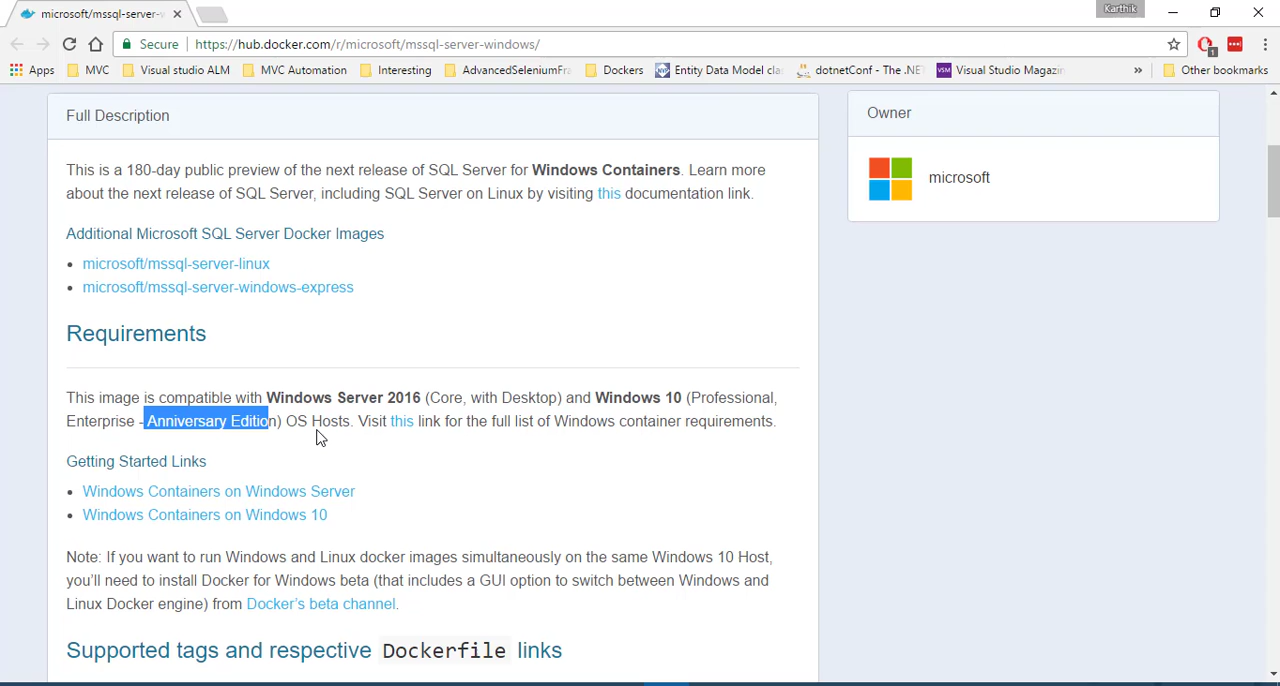 microsoft/mssql-server-w
Karthik
Secure
https://hub.docker.com/r/microsoft/mssql-server-windows/
1
Apps MVC Visual studio ALM MVC Automation Interesting AdvancedSeleniumFra Dockers Entity Data Model cla dotnetConf - The .NE Visual Studio Magazin » Other bookmarks
Full Description
This is a 180-day public preview of the next release of SQL Server for Windows Containers. Learn more
about the next release of SQL Server, including SQL Server on Linux by visiting this documentation link.
Additional Microsoft SQL Server Docker Images
• microsoft/mssql-server-linux
• microsoft/mssql-server-windows-express
Requirements
This image is compatible with Windows Server 2016 (Core, with Desktop) and Windows 10 (Professional,
Enterprise - Anniversary Edition) OS Hosts. Visit this link for the full list of Windows container requirements.
Getting Started Links
• Windows Containers on Windows Server
• Windows Containers on Windows 10
Note: If you want to run Windows and Linux docker images simultaneously on the same Windows 10 Host,
you'll need to install Docker for Windows beta (that includes a GUI option to switch between Windows and
Linux Docker engine) from Docker's beta channel.
Supported tags and respective Dockerfile links
Owner
microsoft